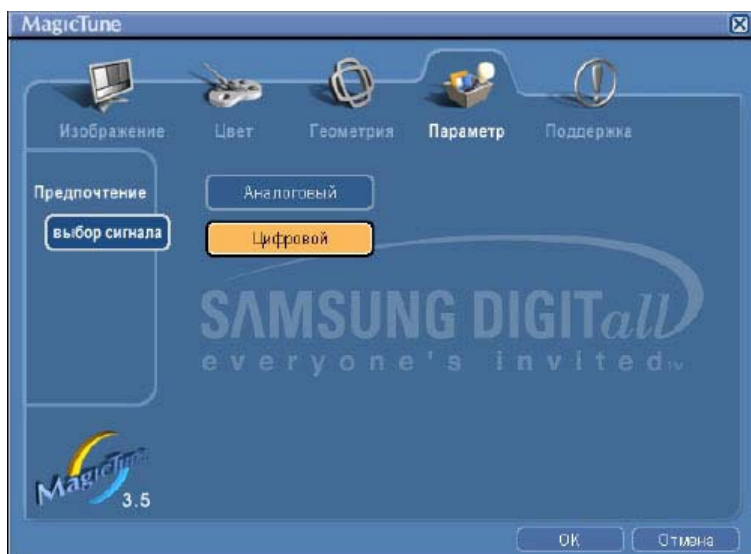 MagicTune
Изображение
Цвет
Геометрия
Параметр
Поддержка
Предпочтение
выбор сигнала
Аналоговый
Цифровой
SAMSUNG DIGITall
everyone's invited™
MagicTune
3.5
OK
Отмена